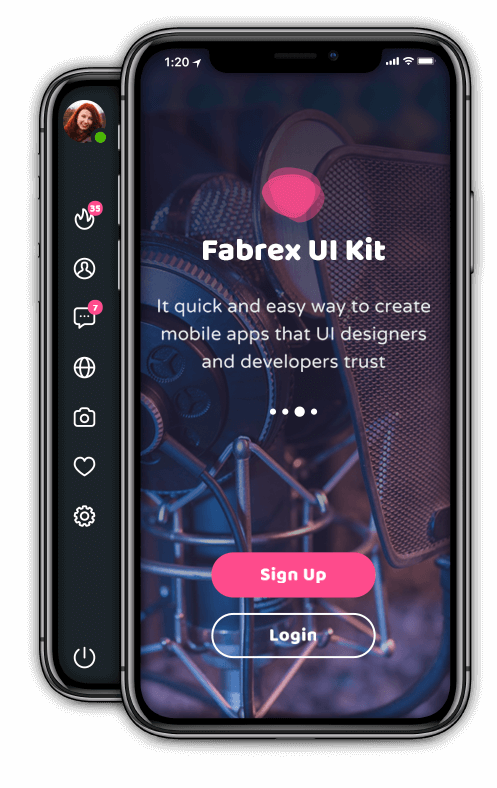 1:20
35
7
Fabrex UI Kit
It quick and easy way to create
mobile apps that UI designers
and developers trust
Sign Up
Login